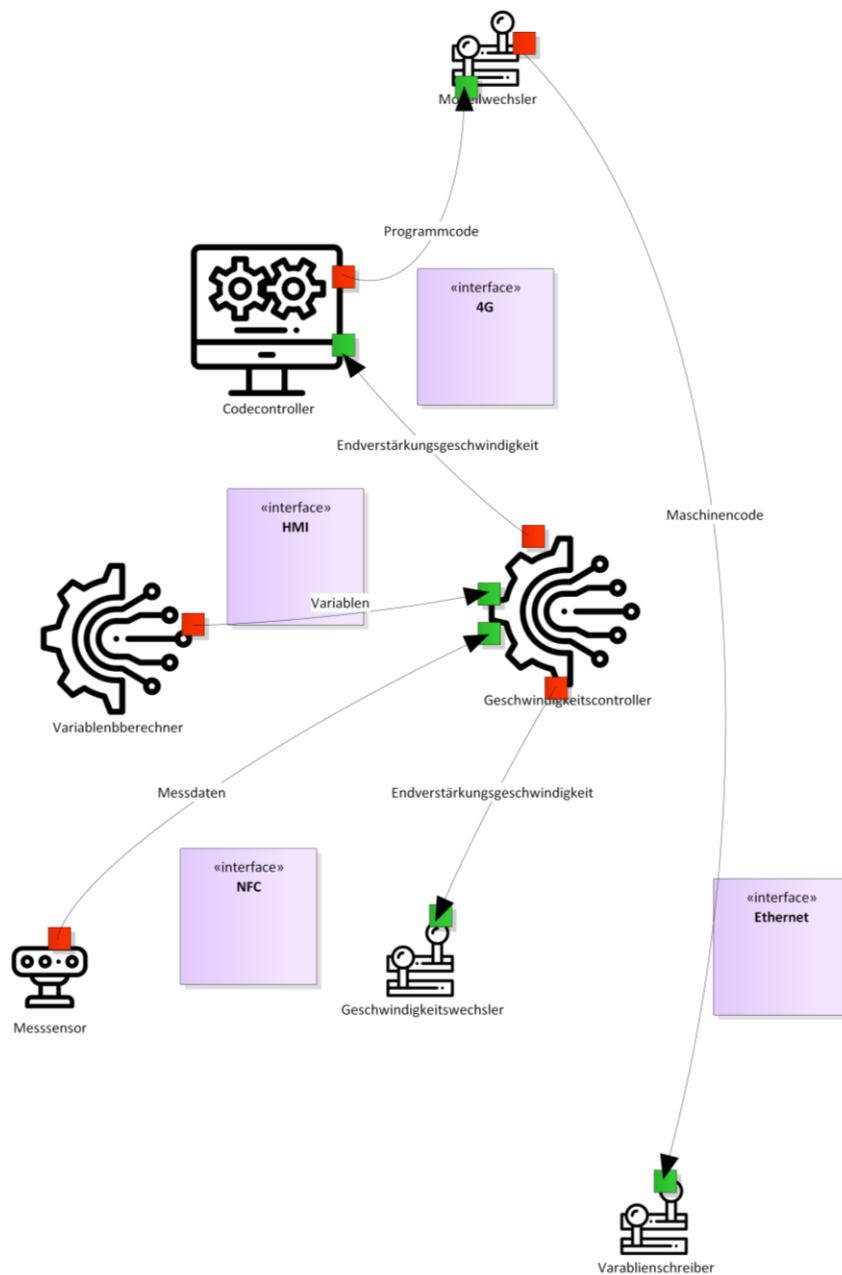 Modellwechsler
Programmcode
«interface»
4G
Codecontroller
Endverstärkungsgeschwindigkeit
«interface»
HMI
Maschinencode
Variablen
Geschwindigkeitscontroller
Variablenbberechner
Messdaten
Endverstärkungsgeschwindigkeit
«interface»
NFC
«interface»
Ethernet
Geschwindigkeitswechsler
Messsensor
Varablienschreiber